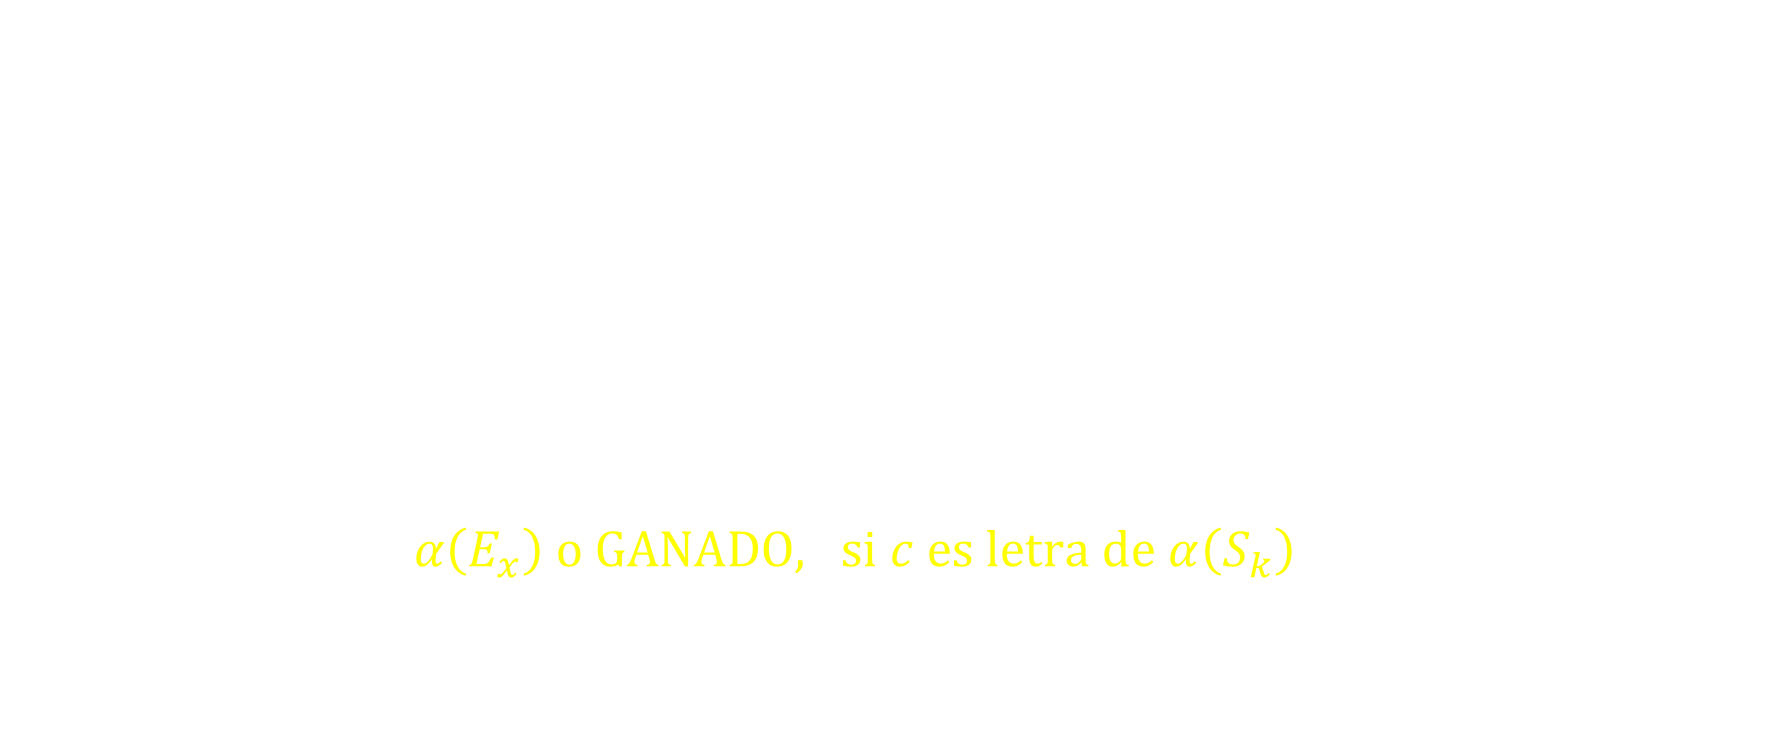 α(Eₓ) o GANADO, si c es letra de α(Sₖ)